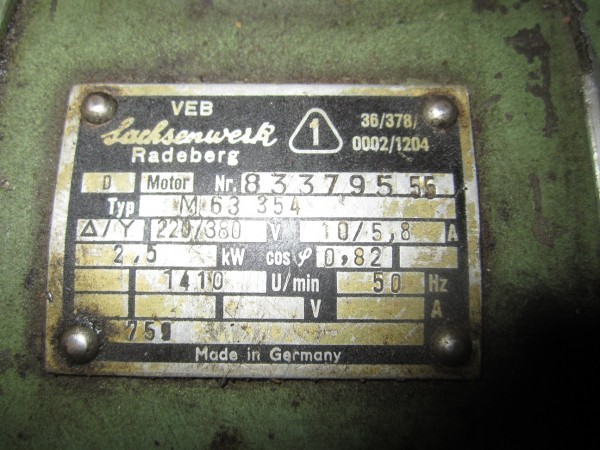 VEB
Sachsenwerk
Radeberg
1
36/378/
0002/1204
D Motor Nr. 833795 55
Typ M 63 354
Δ/Y 220/380 V 10/5,8 A
2,5 kW cos φ 0,82
1410 U/min 50 Hz
V A
Made in Germany